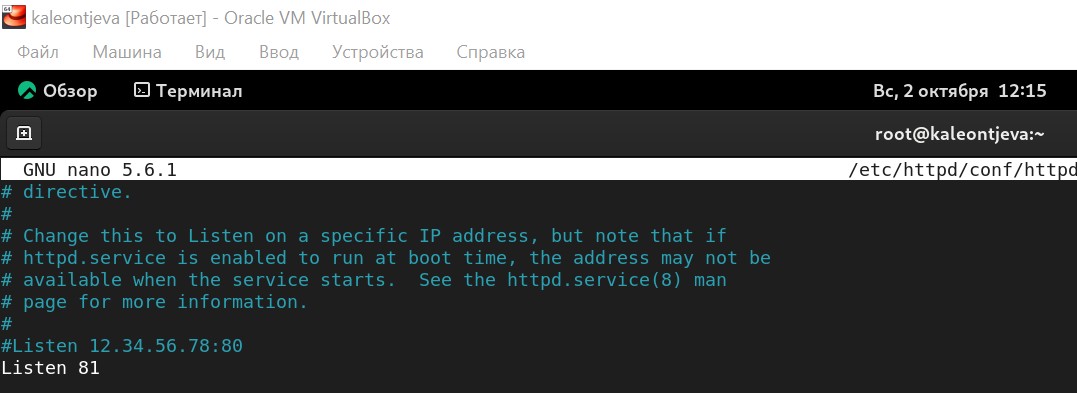 kaleontjeva [Работает] - Oracle VM VirtualBox
Файл Машина Вид Ввод Устройства Справка
Обзор Терминал Вс, 2 октября 12:15
root@kaleontjeva:~
GNU nano 5.6.1 /etc/httpd/conf/httpd
# directive.
#
# Change this to Listen on a specific IP address, but note that if
# httpd.service is enabled to run at boot time, the address may not be
# available when the service starts.  See the httpd.service(8) man
# page for more information.
#
#Listen 12.34.56.78:80
Listen 81